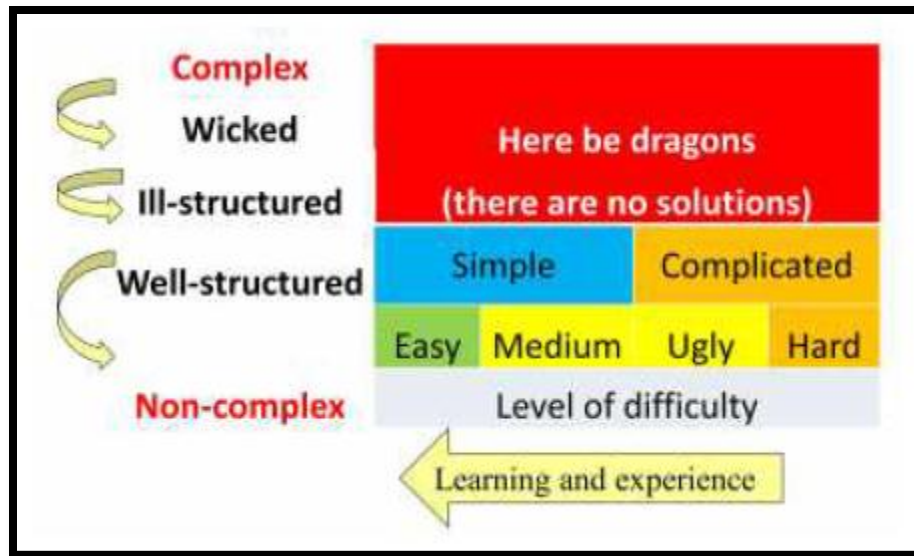 Complex
Wicked
Here be dragons
Ill-structured
(there are no solutions)
Well-structured
Simple
Complicated
Easy
Medium
Ugly
Hard
Non-complex
Level of difficulty
Learning and experience